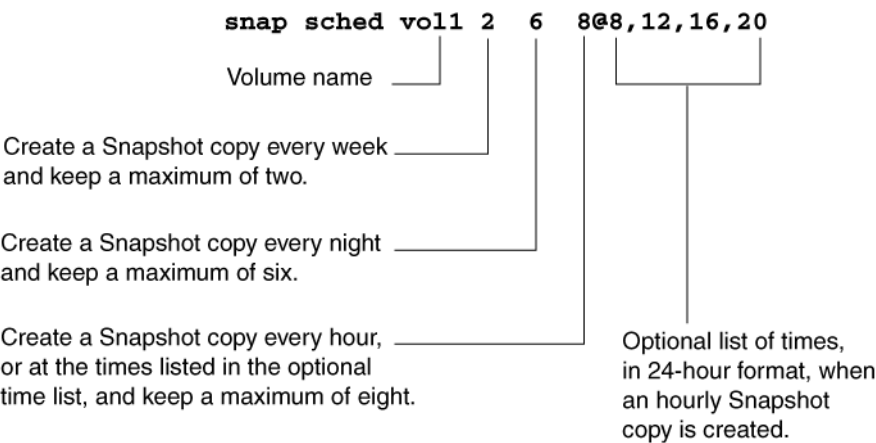 snap sched vol1 2 6 8@8,12,16,20
Volume name
Create a Snapshot copy every week
and keep a maximum of two.
Create a Snapshot copy every night
and keep a maximum of six.
Create a Snapshot copy every hour,
or at the times listed in the optional
time list, and keep a maximum of eight.
Optional list of times,
in 24-hour format, when
an hourly Snapshot
copy is created.